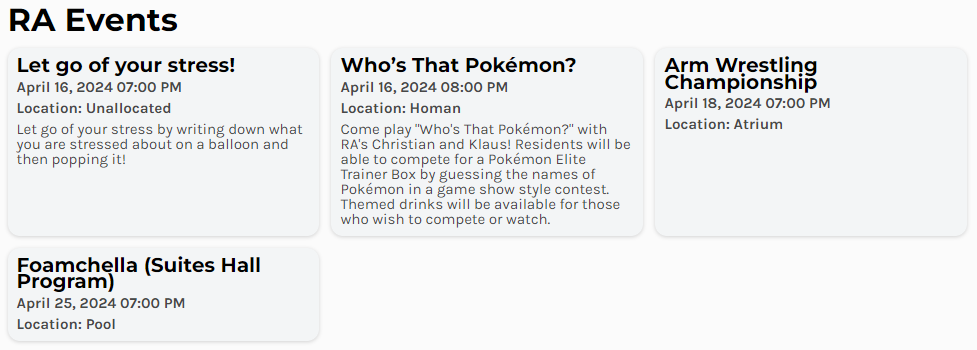 RA Events
Let go of your stress!
April 16, 2024 07:00 PM
Location: Unallocated
Let go of your stress by writing down what
you are stressed about on a balloon and
then popping it!
Who's That Pokémon?
April 16, 2024 08:00 PM
Location: Homan
Come play "Who's That Pokémon?" with
RA's Christian and Klaus! Residents will be
able to compete for a Pokémon Elite
Trainer Box by guessing the names of
Pokémon in a game show style contest.
Themed drinks will be available for those
who wish to compete or watch.
Arm Wrestling
Championship
April 18, 2024 07:00 PM
Location: Atrium
Foamchella (Suites Hall
Program)
April 25, 2024 07:00 PM
Location: Pool